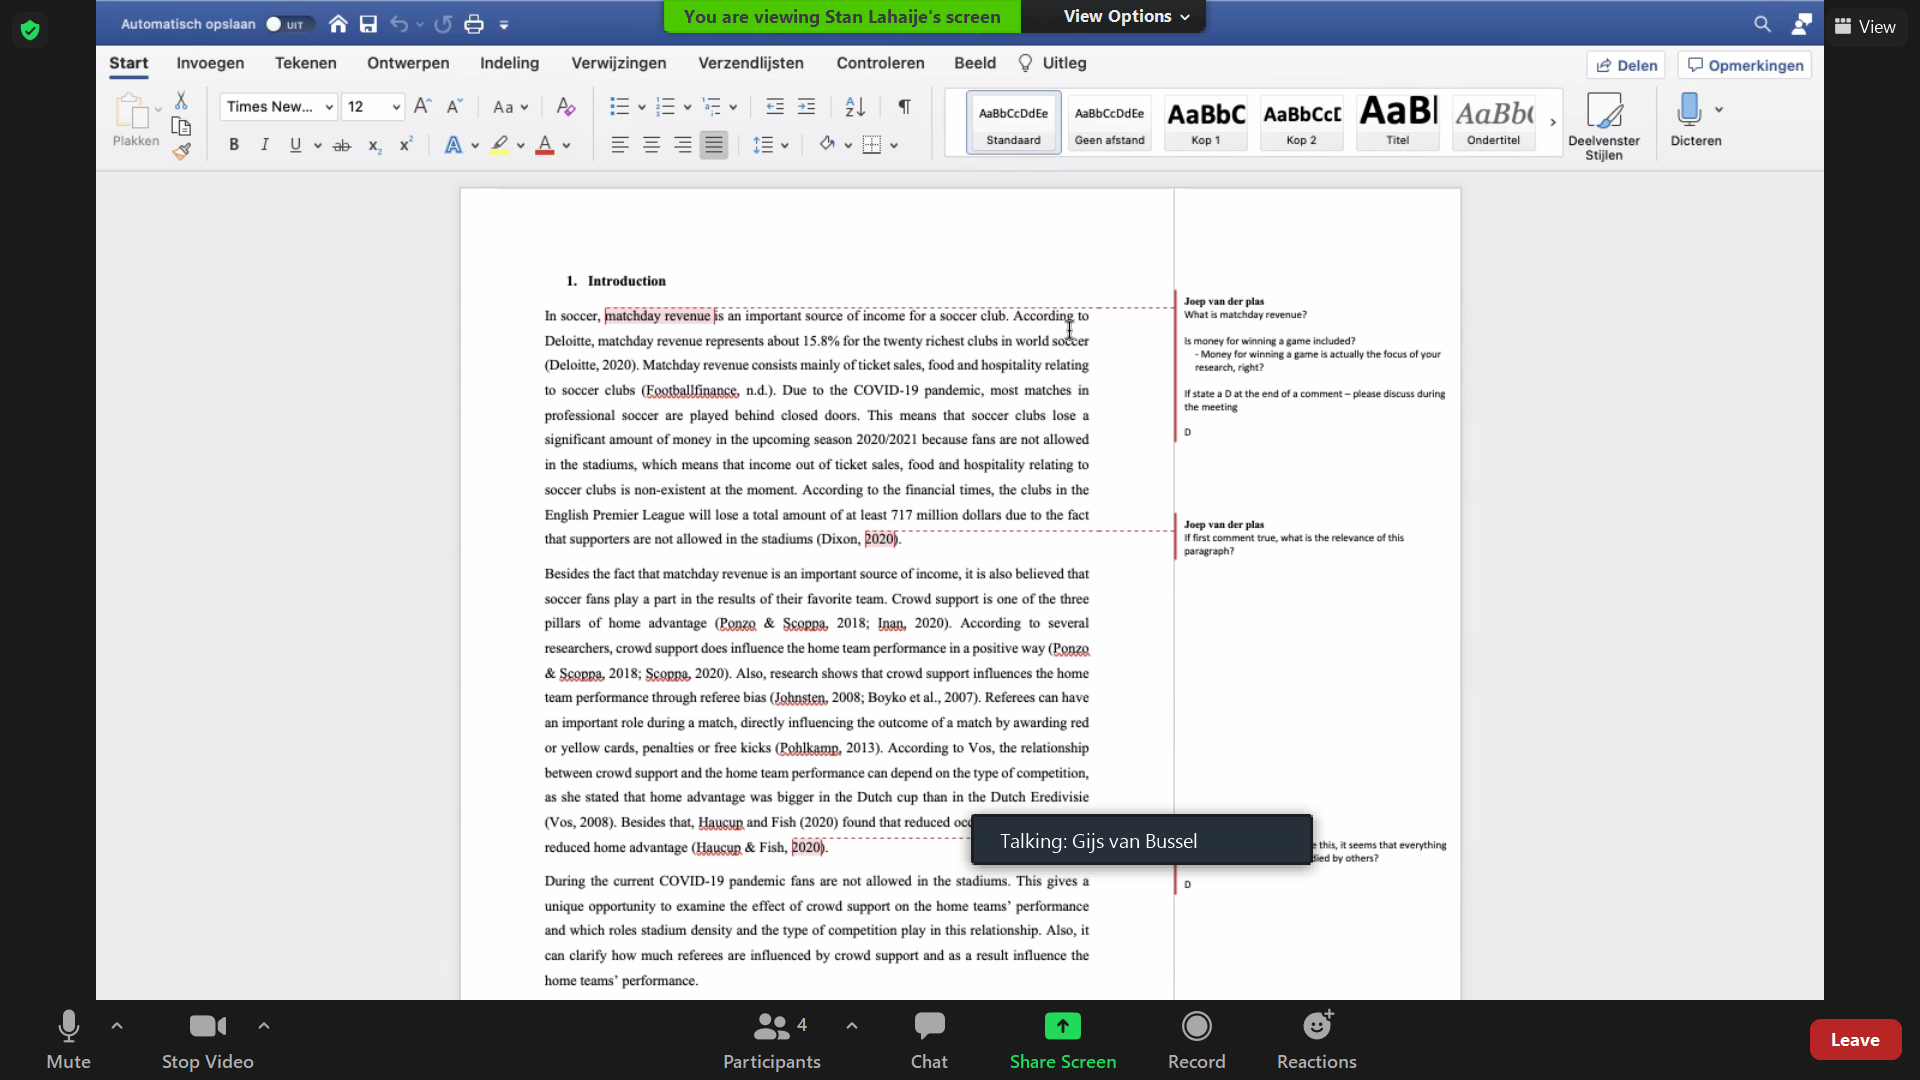 Automatisch opslaan UIT
You are viewing Stan Lahaije's screen View Options
View
Start Invoegen Tekenen Ontwerpen Indeling Verwijzingen Verzendlijsten Controleren Beeld Uitleg Delen Opmerkingen
Plakken
Times New... 12
AaBbCcDdEe AaBbCcDdEe AaBbC AaBbCcD AaB AaBb
Standaard Geen afstand Kop 1 Kop 2 Titel Ondertitel
Deelvenster
Stijlen
Dicteren
1. Introduction
In soccer, matchday revenue is an important source of income for a soccer club. According to
Deloitte, matchday revenue represents about 15.8% for the twenty richest clubs in world soccer
(Deloitte, 2020). Matchday revenue consists mainly of ticket sales, food and hospitality relating
to soccer clubs (Footballfinance, n.d.). Due to the COVID-19 pandemic, most matches in
professional soccer are played behind closed doors. This means that soccer clubs lose a
significant amount of money in the upcoming season 2020/2021 because fans are not allowed
in the stadiums, which means that income out of ticket sales, food and hospitality relating to
soccer clubs is non-existent at the moment. According to the financial times, the clubs in the
English Premier League will lose a total amount of at least 717 million dollars due to the fact
that supporters are not allowed in the stadiums (Dixon, 2020).
Besides the fact that matchday revenue is an important source of income, it is also believed that
soccer fans play a part in the results of their favorite team. Crowd support is one of the three
pillars of home advantage (Ponzo & Scoppa, 2018; Inan, 2020). According to several
researchers, crowd support does influence the home team performance in a positive way (Ponzo
& Scoppa, 2018; Scoppa, 2020). Also, research shows that crowd support influences the home
team performance through referee bias (Johnsten, 2008; Boyko et al., 2007). Referees can have
an important role during a match, directly influencing the outcome of a match by awarding red
or yellow cards, penalties or free kicks (Pohlkamp, 2013). According to Vos, the relationship
between crowd support and the home team performance can depend on the type of competition,
as she stated that home advantage was bigger in the Dutch cup than in the Dutch Eredivisie
(Vos, 2008). Besides that, Haucup and Fish (2020) found that reduced
reduced home advantage (Haucup & Fish, 2020).
During the current COVID-19 pandemic fans are not allowed in the stadiums. This gives a
unique opportunity to examine the effect of crowd support on the home teams' performance
and which roles stadium density and the type of competition play in this relationship. Also, it
can clarify how much referees are influenced by crowd support and as a result influence the
home teams' performance.
Joep van der plas
What is matchday revenue?
Is money for winning a game included?
- Money for winning a game is actually the focus of your
research, right?
If state a D at the end of a comment – please discuss during
the meeting
D
Joep van der plas
If first comment true, what is the relevance of this
paragraph?
this, it seems that everything
by others?
D
Talking: Gijs van Bussel
Mute Stop Video Participants 4 Chat Share Screen Record Reactions Leave